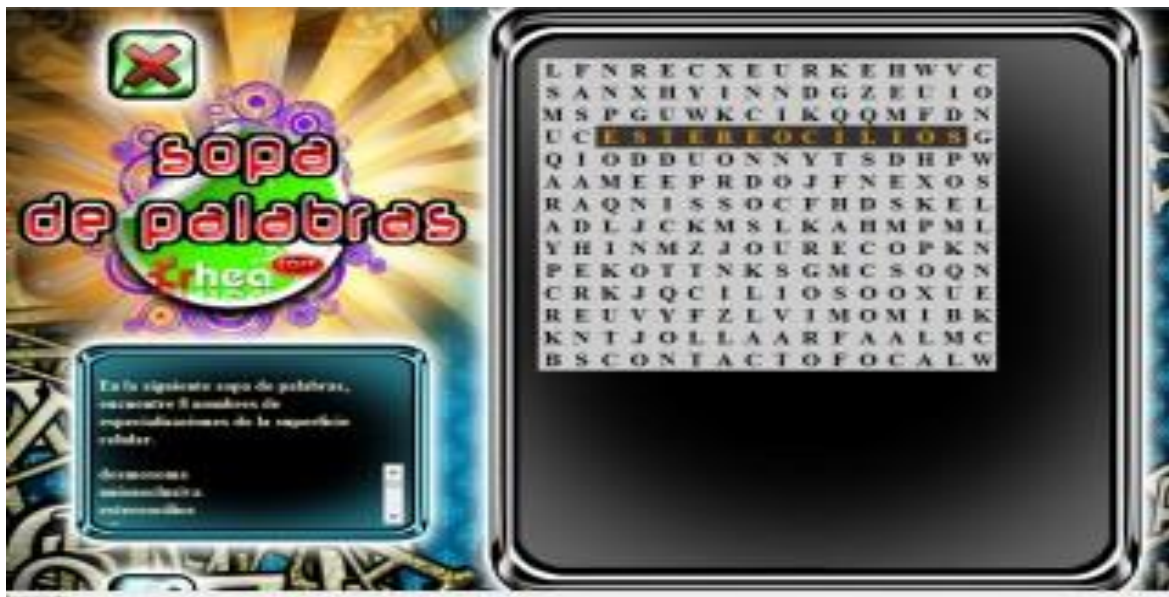 sopa
de palabras
rhea
En la siguiente sopa de palabras,
encuentre 8 nombres de
especializaciones de la superficie
celular.
desmosoma
L F N R E C X E U R K E H W V C
S A N X H Y I N N D G Z E U I O
M S P G U W K C I K Q Q M F D N
U C E S T E B E O C I L I O S G
Q I O D D U O N N Y T S D H P W
A A M E E P R D O J F N E X O S
R A Q N I S S O C F H D S K E L
A D L J C K M S L K A H M P M L
Y H I N M Z J O U R E C O P K N
P E K O T T N K S G M C S O Q N
C R K J Q C I L I O S O O X U E
R E U V Y F Z L V I M O M I B K
K N T J O L L A A R F A A L M C
B S C O N T A C T O F O C A L W